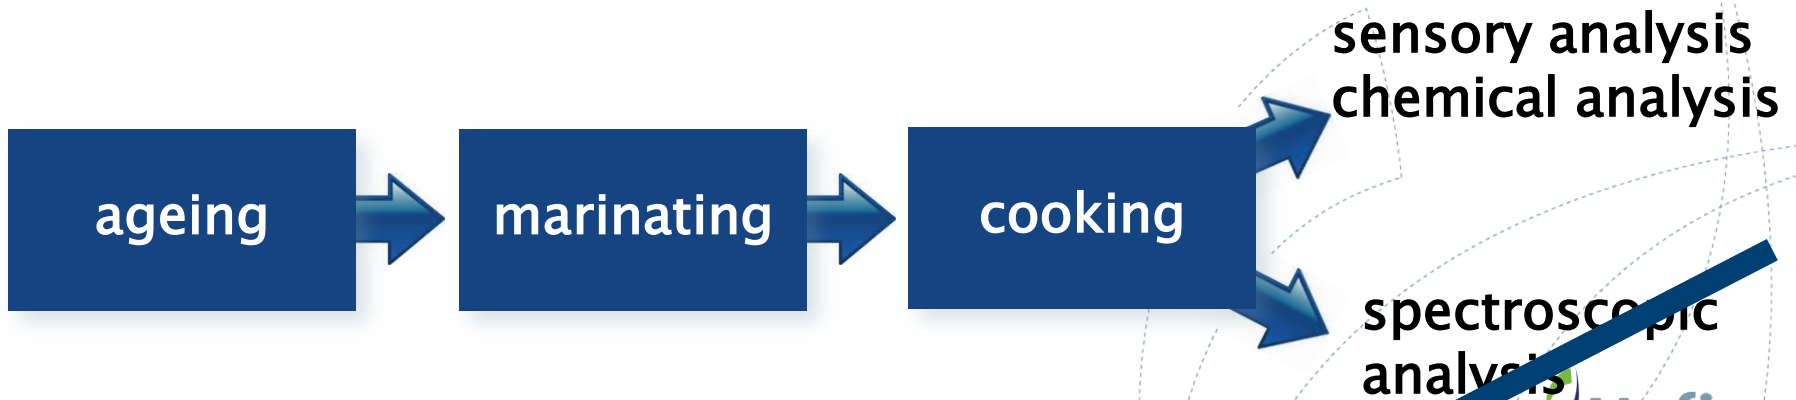 sensory analysis
chemical analysis
ageing
marinating
cooking
spectroscopic
analysis